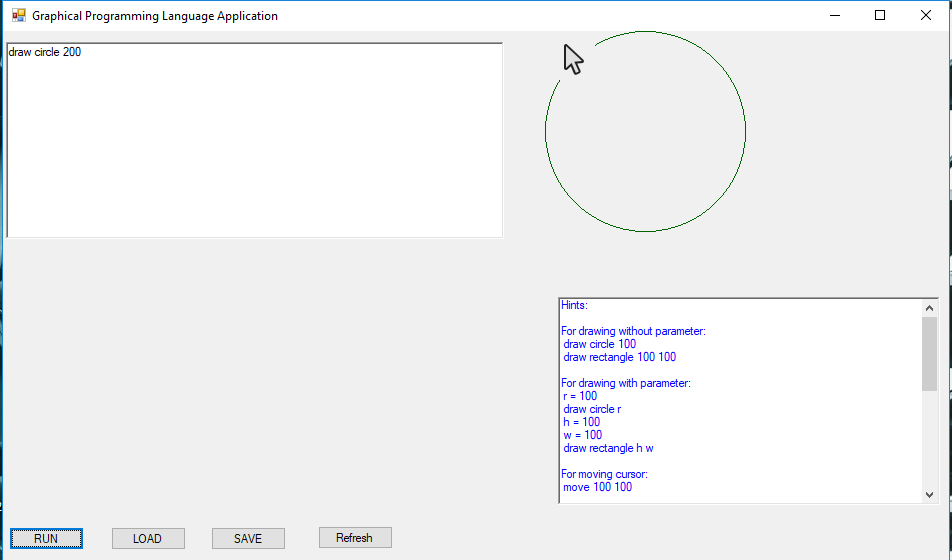 Graphical Programming Language Application
draw circle 200
Hints:
For drawing without parameter:
draw circle 100
draw rectangle 100 100
For drawing with parameter:
r = 100
draw circle r
h = 100
w = 100
draw rectangle h w
For moving cursor:
move 100 100
RUN
LOAD
SAVE
Refresh